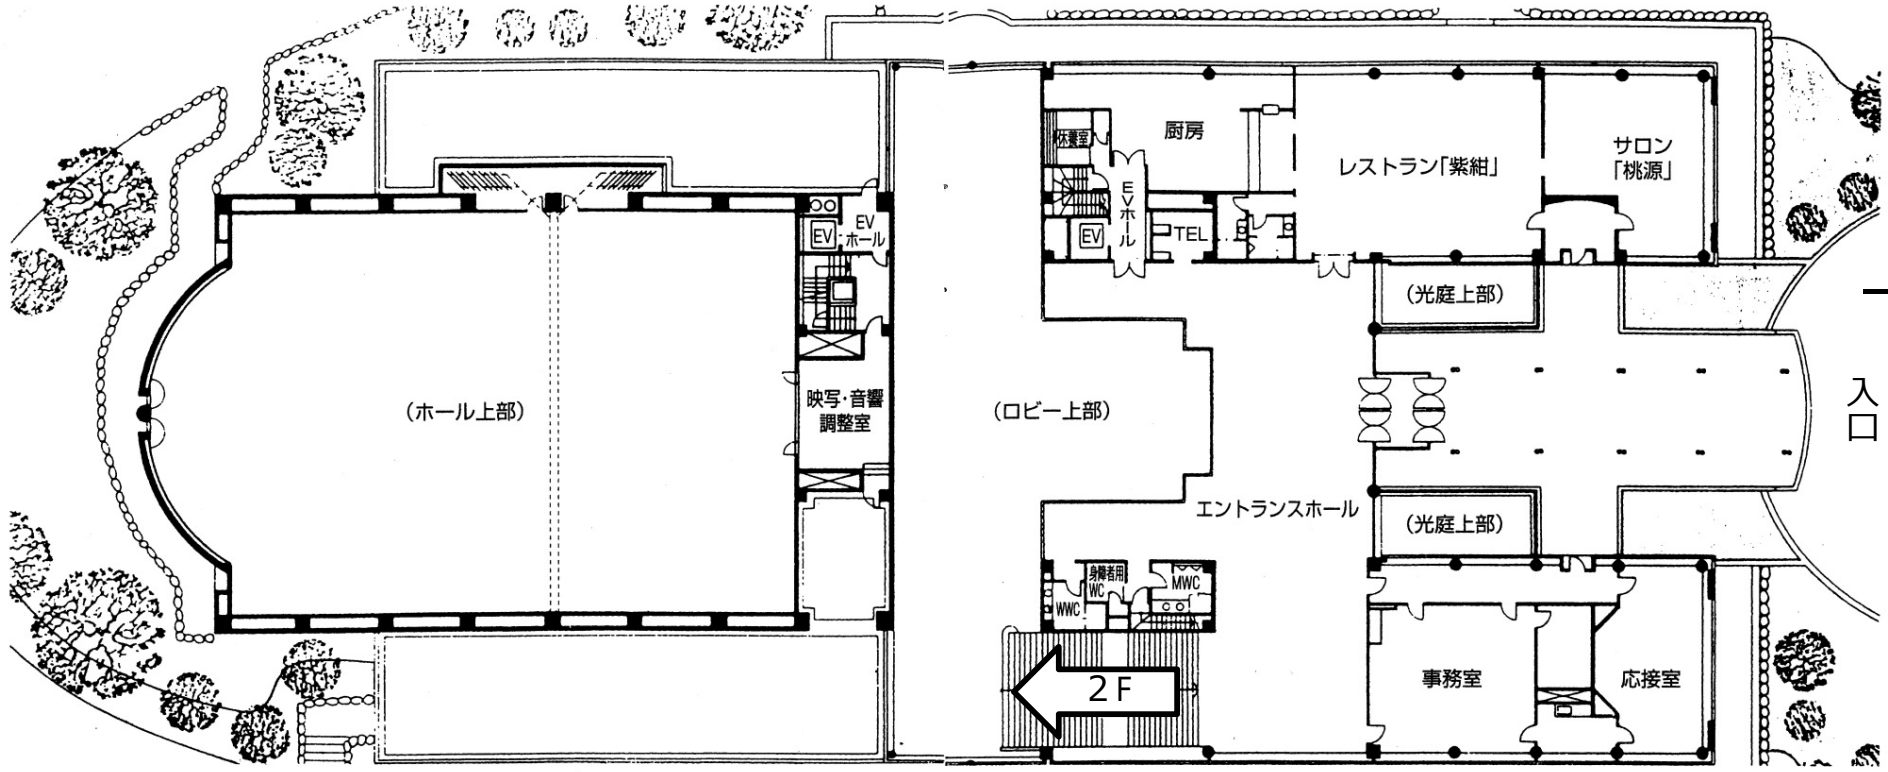 厨房
休養室
EVホール
EV
TEL
レストラン「紫紺」
サロン
「桃源」
EV
EV
ホール
(光庭上部)
映写・音響
調整室
(ホール上部)
(ロビー上部)
入口
エントランスホール
(光庭上部)
身障者用
WC
MWC
WWC
2F
事務室
応接室